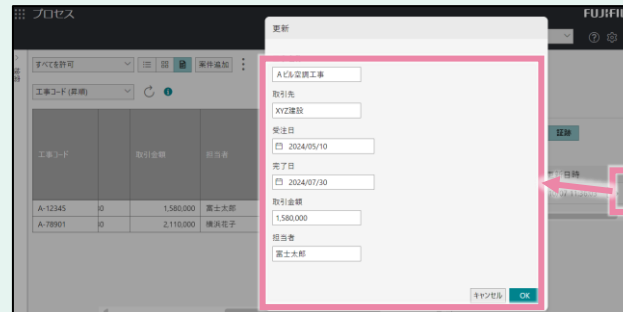 プロセス
FUJIFI
更新
すべてを許可
案件追加
工事コード (昇順)
Aビル空調工事
取引先
XYZ建設
受注日
2024/05/10
完了日
2024/07/30
取引金額
1,580,000
担当者
富士太郎
キャンセル
OK
工事コード
取引金額
担当者
A-12345
0
1,580,000
富士太郎
A-78901
0
2,110,000
横浜花子
証跡
日時